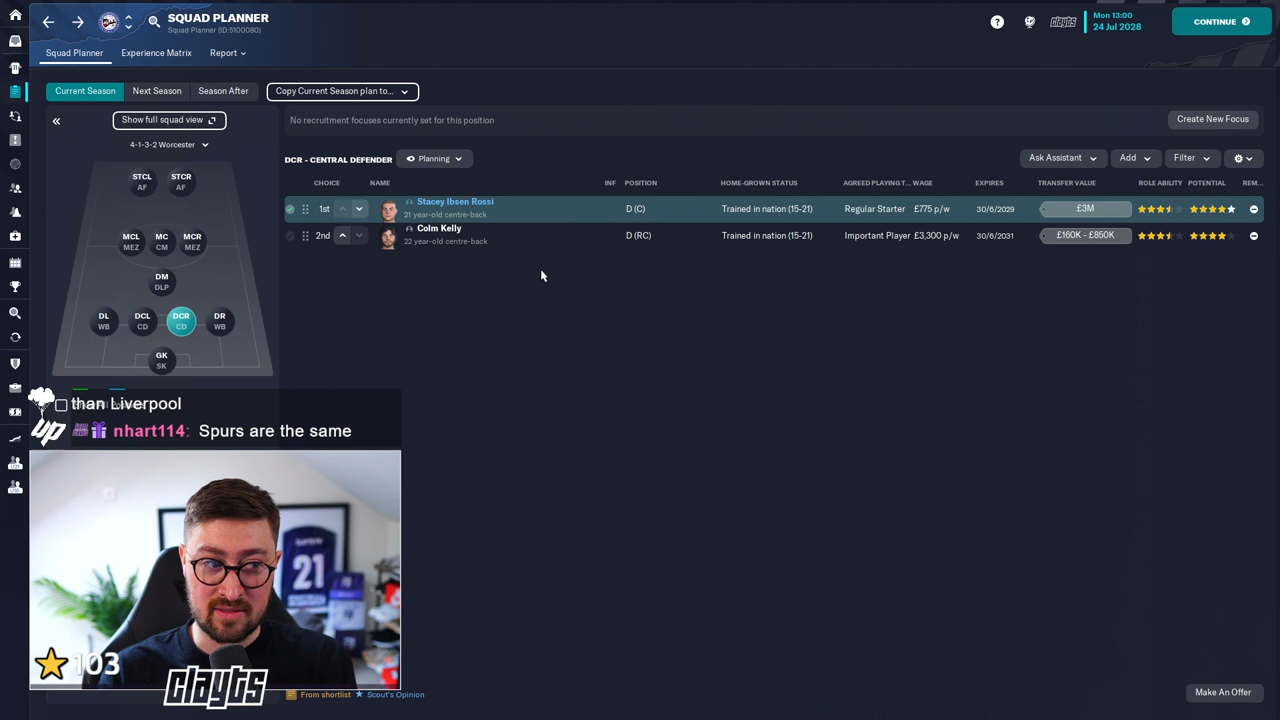 SQUAD PLANNER
Squad Planner (ID:5100080)
clayts
Mon 13:00
24 Jul 2028
CONTINUE
Squad Planner
Experience Matrix
Report
Current Season
Next Season
Season After
Copy Current Season plan to...
Show full squad view
4-1-3-2 Worcester
No recruitment focuses currently set for this position
Create New Focus
DCR - CENTRAL DEFENDER
Planning
Ask Assistant
Add
Filter
CHOICE NAME INF POSITION HOME-GROWN STATUS AGREED PLAYING T... WAGE EXPIRES TRANSFER VALUE ROLE ABILITY POTENTIAL REM...
1st Stacey Ibsen Rossi D (C) Trained in nation (15-21) Regular Starter £775 p/w 30/6/2029 £3M
21 year-old centre-back
2nd Colm Kelly D (RC) Trained in nation (15-21) Important Player £3,300 p/w 30/6/2031 £160K - £850K
22 year-old centre-back
STCL STCR
AF AF
MCL MC MCR
MEZ CM MEZ
DM
DLP
DL DCL DCR DR
WB CD CD WB
GK
SK
than Liverpool
UP
nhart114: Spurs are the same
21
103
clayts
From shortlist
Scout's Opinion
Make An Offer